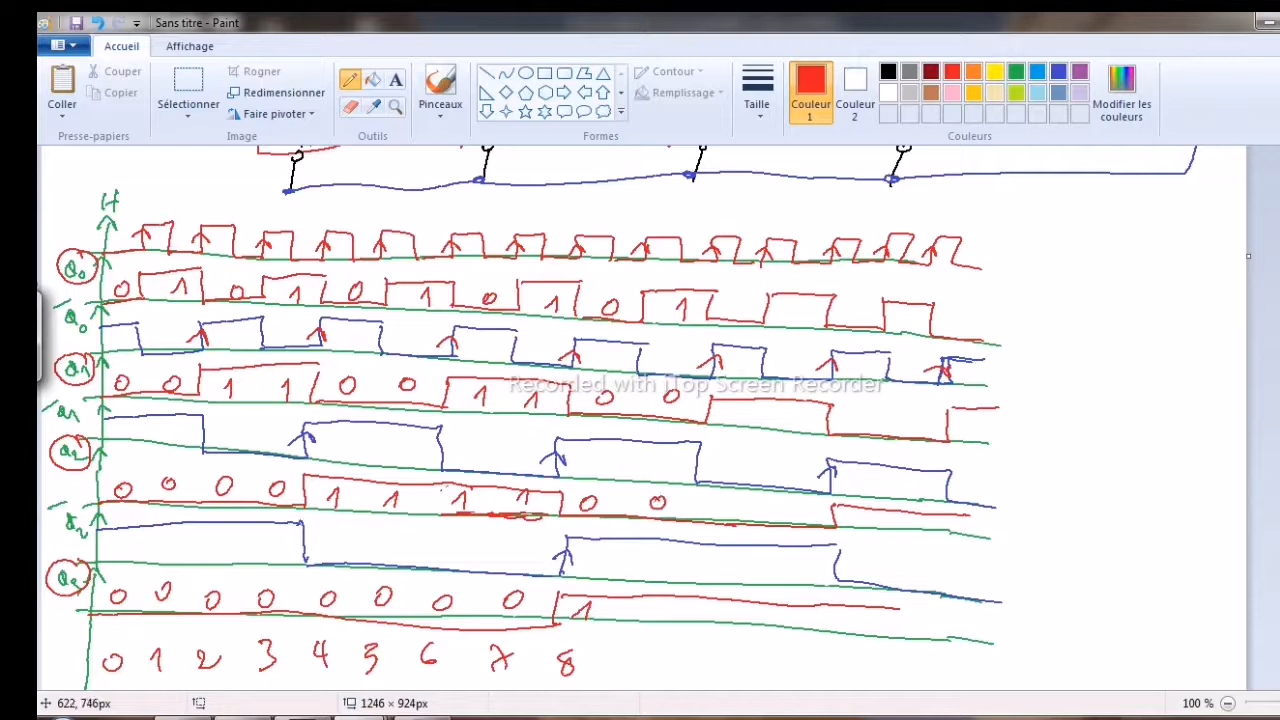 Sans titre - Paint
Accueil Affichage
Coller
Couper
Copier
Presse-papiers
Sélectionner
Rogner
Redimensionner
Faire pivoter
Image
Outils
Pinceaux
Contour
Remplissage
Formes
Taille
Couleur 1
Couleur 2
Modifier les couleurs
Couleurs
H
Q0
0 1 0 1 0 1 0 1 0 1
Q̅0
Q1
0 0 1 1 0 0 1 1 0 0
Q̅1
Q2
0 0 0 0 1 1 1 1 0 0
Q̅2
0 0 0 0 0 0 0 0 1
0 1 2 3 4 5 6 7 8
Recorded with iTop Screen Recorder
622, 746px
1246 × 924px
100 %